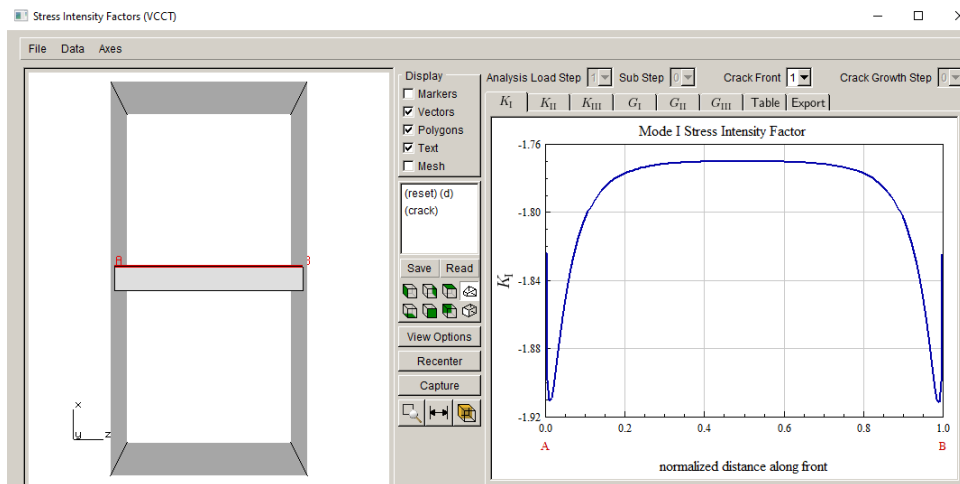 Stress Intensity Factors (VCCT)
File Data Axes
Display
Markers
Vectors
Polygons
Text
Mesh
(reset) (d)
(crack)
Save Read
View Options
Recenter
Capture
A B
x
y z
Analysis Load Step 1 Sub Step 0 Crack Front 1 Crack Growth Step 0
KI KII KIII GI GII GIII Table Export
Mode I Stress Intensity Factor
-1.76
-1.80
-1.84
-1.88
-1.92
KI
0.0 0.2 0.4 0.6 0.8 1.0
A B
normalized distance along front